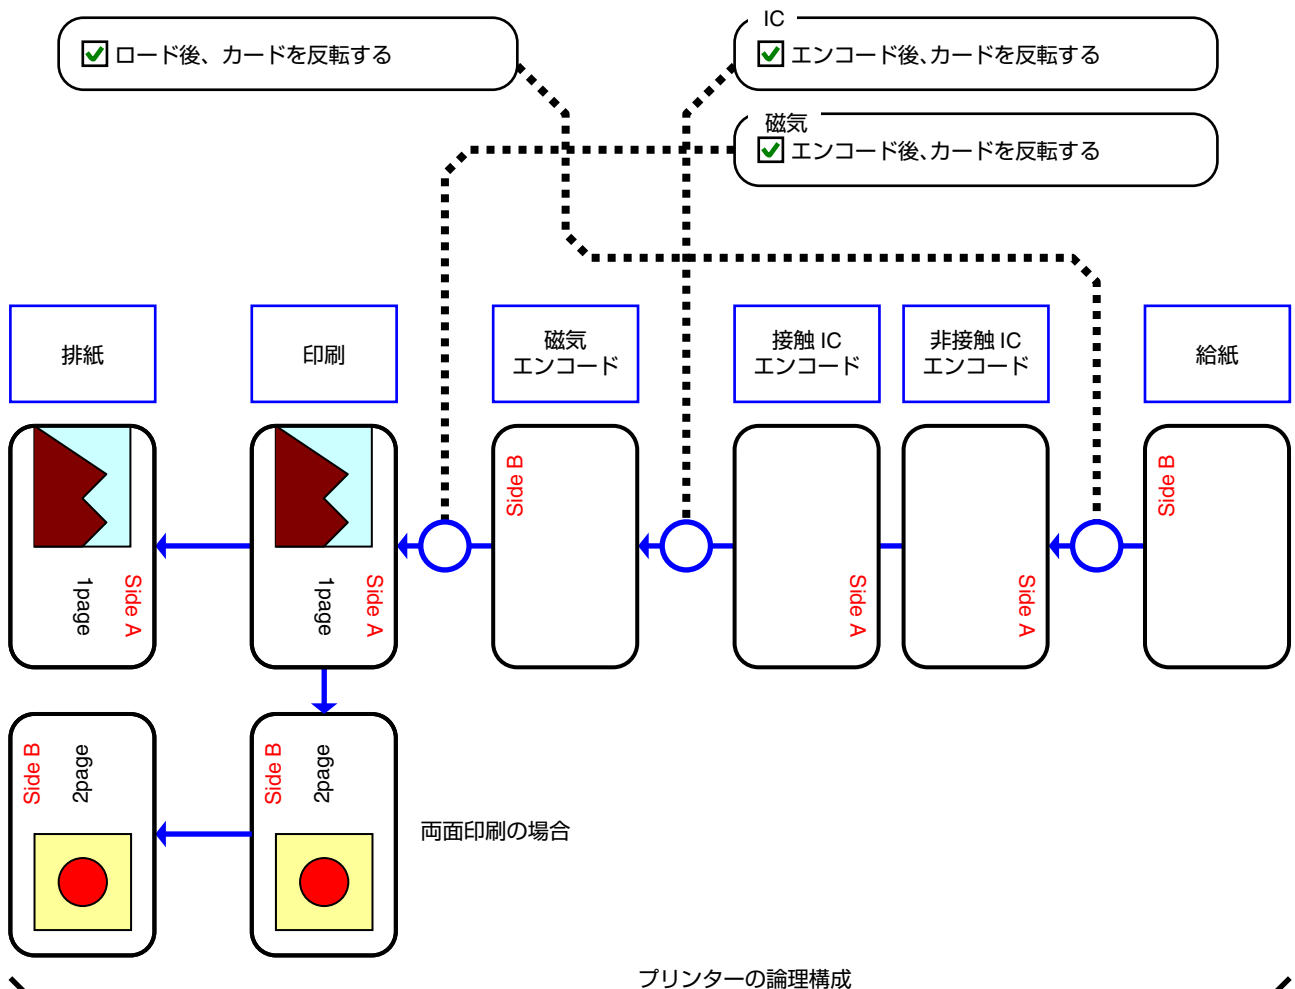 ロード後、カードを反転する
IC
エンコード後、カードを反転する
磁気
エンコード後、カードを反転する
排紙
印刷
磁気
エンコード
接触 IC
エンコード
非接触 IC
エンコード
給紙
1page
Side A
1page
Side A
Side B
Side A
Side A
Side B
Side B
2page
Side B
2page
両面印刷の場合
プリンターの論理構成